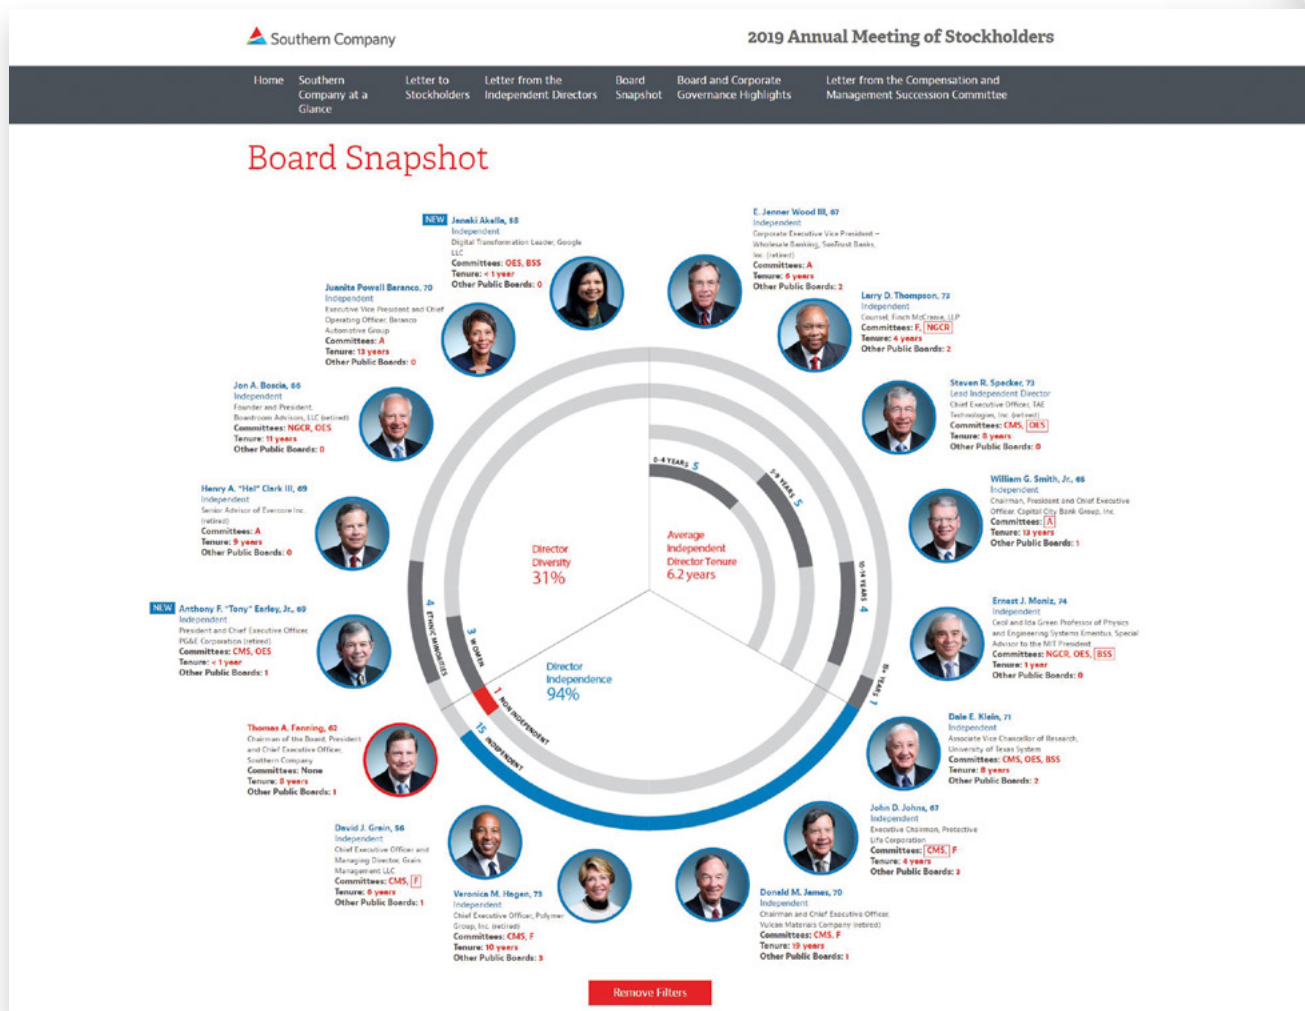 Southern Company
2019 Annual Meeting of Stockholders
Home
Southern
Company at a
Glance
Letter to
Stockholders
Letter from the
Independent Directors
Board
Snapshot
Board and Corporate
Governance Highlights
Letter from the Compensation and
Management Succession Committee
Board Snapshot
NEW Janaki Akella, 58
Independent
Digital Transformation Leader, Google
LLC
Committees: OES, BSS
Tenure: < 1 year
Other Public Boards: 0
E. Jenner Wood III, 67
Independent
Corporate Executive Vice President –
Wholesale Banking, SunTrust Banks,
Inc. (retired)
Committees: A
Tenure: 6 years
Other Public Boards: 2
Juanita Powell Baranco, 70
Independent
Executive Vice President and Chief
Operating Officer, Baranco
Automotive Group
Committees: A
Tenure: 13 years
Other Public Boards: 0
Larry D. Thompson, 73
Independent
Counsel, Finch McCranie, LLP
Committees: F, NGCR
Tenure: 4 years
Other Public Boards: 2
Jon A. Boscia, 66
Independent
Founder and President,
Boardroom Advisors, LLC (retired)
Committees: NGCR, OES
Tenure: 11 years
Other Public Boards: 0
Steven R. Specker, 73
Lead Independent Director
Chief Executive Officer, TAE
Technologies, Inc. (retired)
Committees: CMS, OES
Tenure: 8 years
Other Public Boards: 0
Henry A. "Hal" Clark III, 69
Independent
Senior Advisor of Evercore Inc.
(retired)
Committees: A
Tenure: 9 years
Other Public Boards: 0
William G. Smith, Jr., 65
Independent
Chairman, President and Chief Executive
Officer, Capital City Bank Group, Inc.
Committees: A
Tenure: 13 years
Other Public Boards: 1
NEW Anthony F. "Tony" Earley, Jr., 69
Independent
President and Chief Executive Officer,
PG&E Corporation (retired)
Committees: CMS, OES
Tenure: < 1 year
Other Public Boards: 1
Ernest J. Moniz, 74
Independent
Cecil and Ida Green Professor of Physics
and Engineering Systems Emeritus, Special
Advisor to the MIT President
Committees: NGCR, OES, BSS
Tenure: 1 year
Other Public Boards: 0
Thomas A. Fanning, 62
Chairman of the Board, President
and Chief Executive Officer,
Southern Company
Committees: None
Tenure: 8 years
Other Public Boards: 1
Dale E. Klein, 71
Independent
Associate Vice Chancellor of Research,
University of Texas System
Committees: CMS, OES, BSS
Tenure: 8 years
Other Public Boards: 2
David J. Grain, 56
Independent
Chief Executive Officer and
Managing Director, Grain
Management LLC
Committees: CMS, F
Tenure: 6 years
Other Public Boards: 1
John D. Johns, 67
Independent
Executive Chairman, Protective
Life Corporation
Committees: CMS, F
Tenure: 4 years
Other Public Boards: 3
Veronica M. Hagen, 73
Independent
Chief Executive Officer, Polymer
Group, Inc. (retired)
Committees: CMS, F
Tenure: 10 years
Other Public Boards: 3
Donald M. James, 70
Independent
Chairman and Chief Executive Officer,
Vulcan Materials Company (retired)
Committees: CMS, F
Tenure: 19 years
Other Public Boards: 1
0-4 YEARS 5
5-9 YEARS 5
10-14 YEARS 4
15+ YEARS 1
Director
Diversity
31%
Average
Independent
Director Tenure
6.2 years
4 ETHNIC MINORITIES
3 WOMEN
Director
Independence
94%
1 NON INDEPENDENT
15 INDEPENDENT
Remove Filters